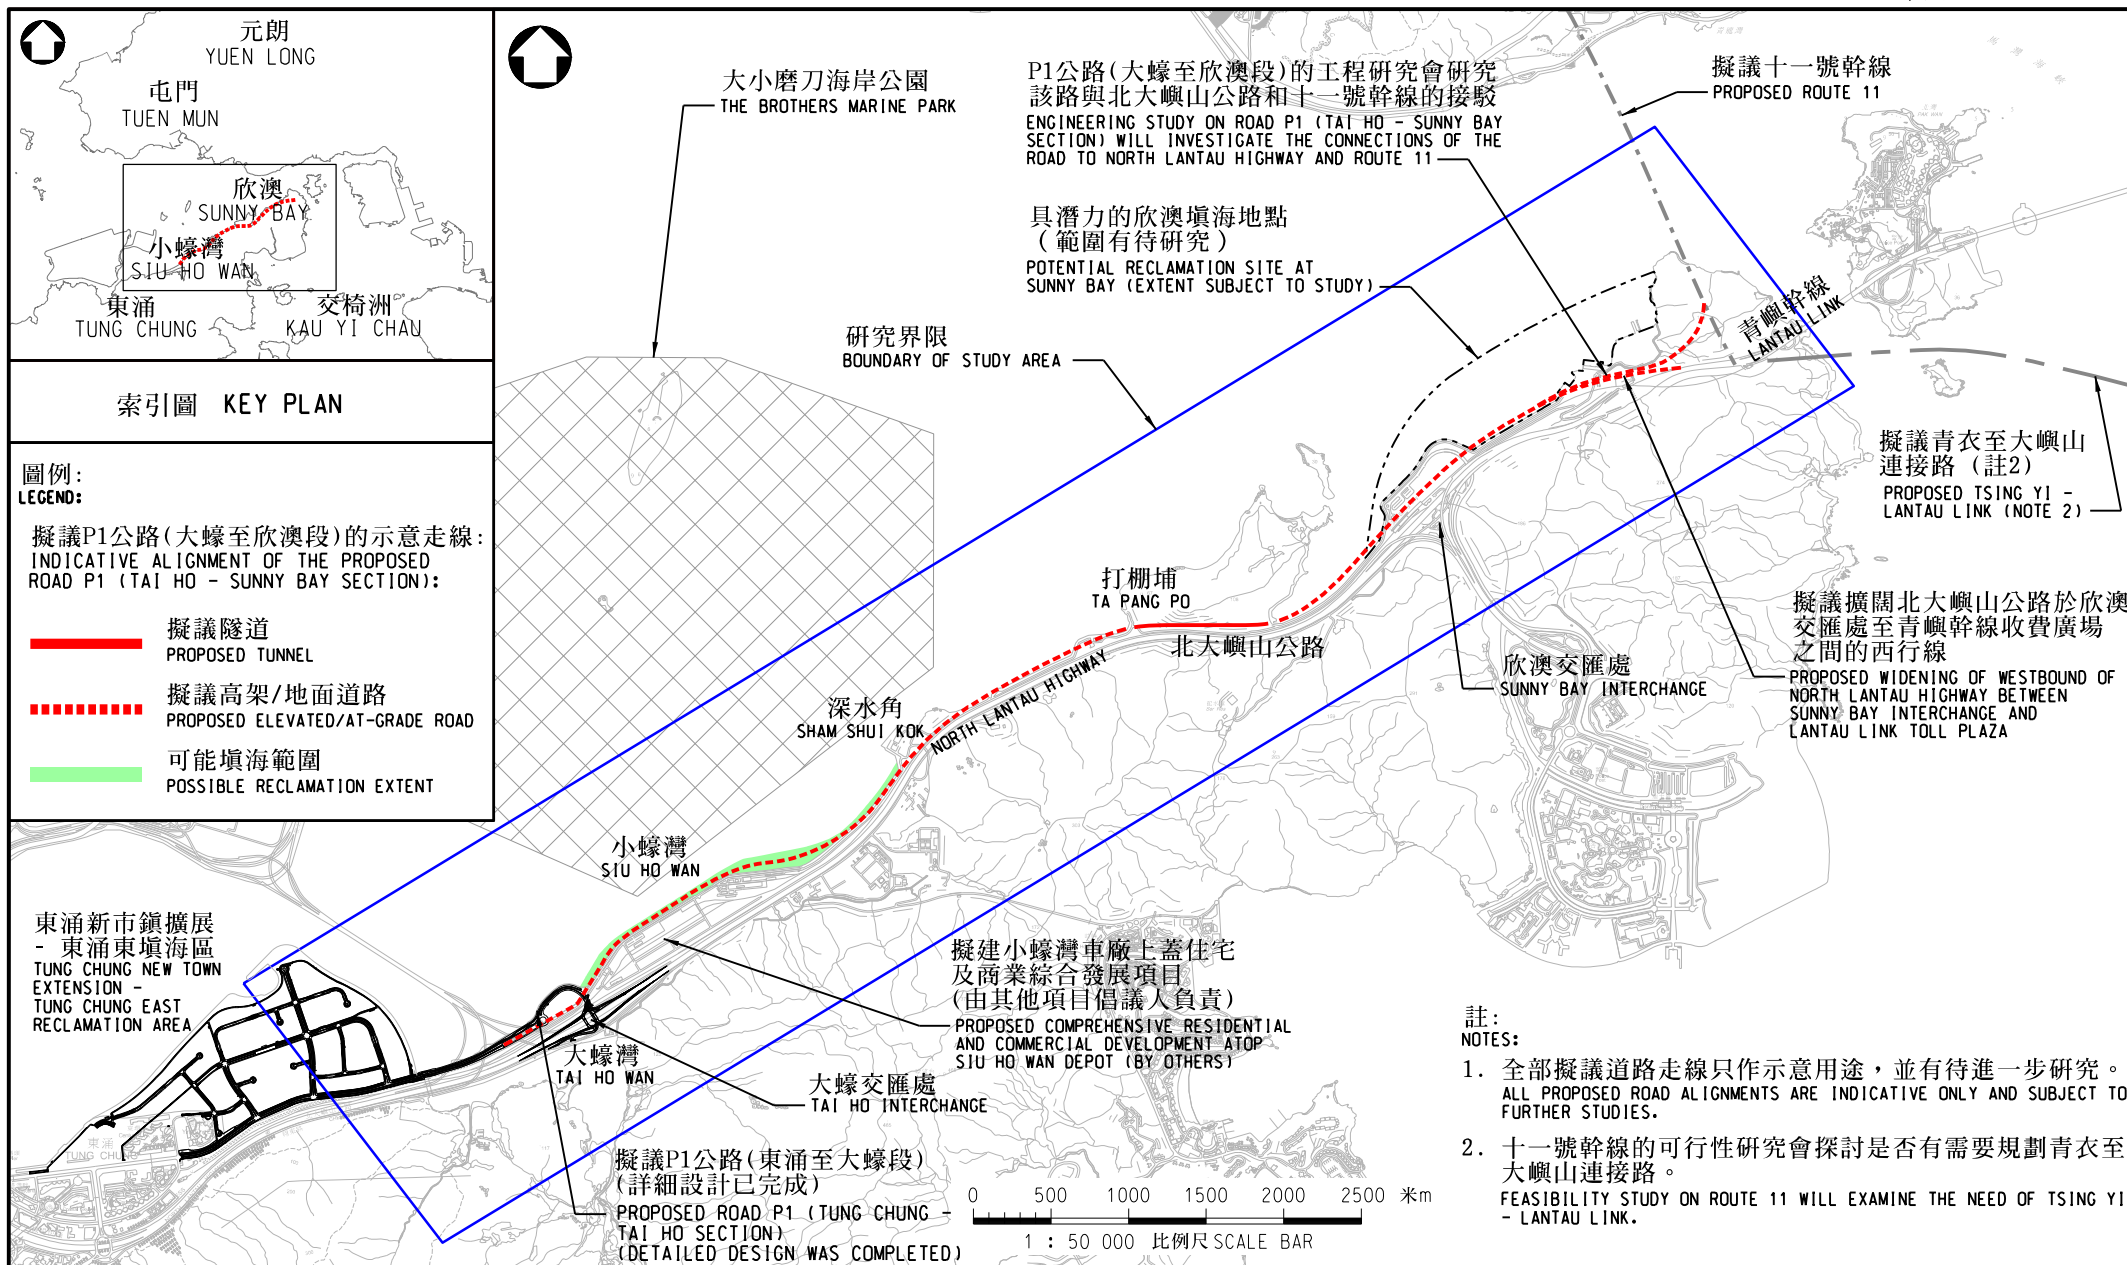 元朗
YUEN LONG
屯門
TUEN MUN
欣澳
SUNNY BAY
小蠔灣
SIU HO WAN
東涌
TUNG CHUNG
交椅洲
KAU YI CHAU
索引圖 KEY PLAN
圖例:
LEGEND:
擬議P1公路(大蠔至欣澳段)的示意走線:
INDICATIVE ALIGNMENT OF THE PROPOSED
ROAD P1 (TAI HO - SUNNY BAY SECTION):
擬議隧道
PROPOSED TUNNEL
擬議高架/地面道路
PROPOSED ELEVATED/AT-GRADE ROAD
可能填海範圍
POSSIBLE RECLAMATION EXTENT
大小磨刀海岸公園
THE BROTHERS MARINE PARK
P1公路(大蠔至欣澳段)的工程研究會研究
該路與北大嶼山公路和十一號幹線的接駁
ENGINEERING STUDY ON ROAD P1 (TAI HO - SUNNY BAY
SECTION) WILL INVESTIGATE THE CONNECTIONS OF THE
ROAD TO NORTH LANTAU HIGHWAY AND ROUTE 11
擬議十一號幹線
PROPOSED ROUTE 11
具潛力的欣澳填海地點
(範圍有待研究)
POTENTIAL RECLAMATION SITE AT
SUNNY BAY (EXTENT SUBJECT TO STUDY)
研究界限
BOUNDARY OF STUDY AREA
青嶼幹線
LANTAU LINK
擬議青衣至大嶼山
連接路 (註2)
PROPOSED TSING YI -
LANTAU LINK (NOTE 2)
打棚埔
TA PANG PO
北大嶼山公路
NORTH LANTAU HIGHWAY
欣澳交匯處
SUNNY BAY INTERCHANGE
擬議擴闊北大嶼山公路於欣澳
交匯處至青嶼幹線收費廣場
之間的西行線
PROPOSED WIDENING OF WESTBOUND OF
NORTH LANTAU HIGHWAY BETWEEN
SUNNY BAY INTERCHANGE AND
LANTAU LINK TOLL PLAZA
深水角
SHAM SHUI KOK
小蠔灣
SIU HO WAN
東涌新市鎮擴展
- 東涌東填海區
TUNG CHUNG NEW TOWN
EXTENSION -
TUNG CHUNG EAST
RECLAMATION AREA
擬建小蠔灣車廠上蓋住宅
及商業綜合發展項目
(由其他項目倡議人負責)
PROPOSED COMPREHENSIVE RESIDENTIAL
AND COMMERCIAL DEVELOPMENT ATOP
SIU HO WAN DEPOT (BY OTHERS)
大蠔灣
TAI HO WAN
大蠔交匯處
TAI HO INTERCHANGE
東涌
TUNG CHUNG
擬議P1公路(東涌至大蠔段)
(詳細設計已完成)
PROPOSED ROAD P1 (TUNG CHUNG -
TAI HO SECTION)
(DETAILED DESIGN WAS COMPLETED)
0 500 1000 1500 2000 2500 米m
1 : 50 000 比例尺 SCALE BAR
註:
NOTES:
1. 全部擬議道路走線只作示意用途，並有待進一步研究。
ALL PROPOSED ROAD ALIGNMENTS ARE INDICATIVE ONLY AND SUBJECT TO
FURTHER STUDIES.
2. 十一號幹線的可行性研究會探討是否有需要規劃青衣至
大嶼山連接路。
FEASIBILITY STUDY ON ROUTE 11 WILL EXAMINE THE NEED OF TSING YI
- LANTAU LINK.